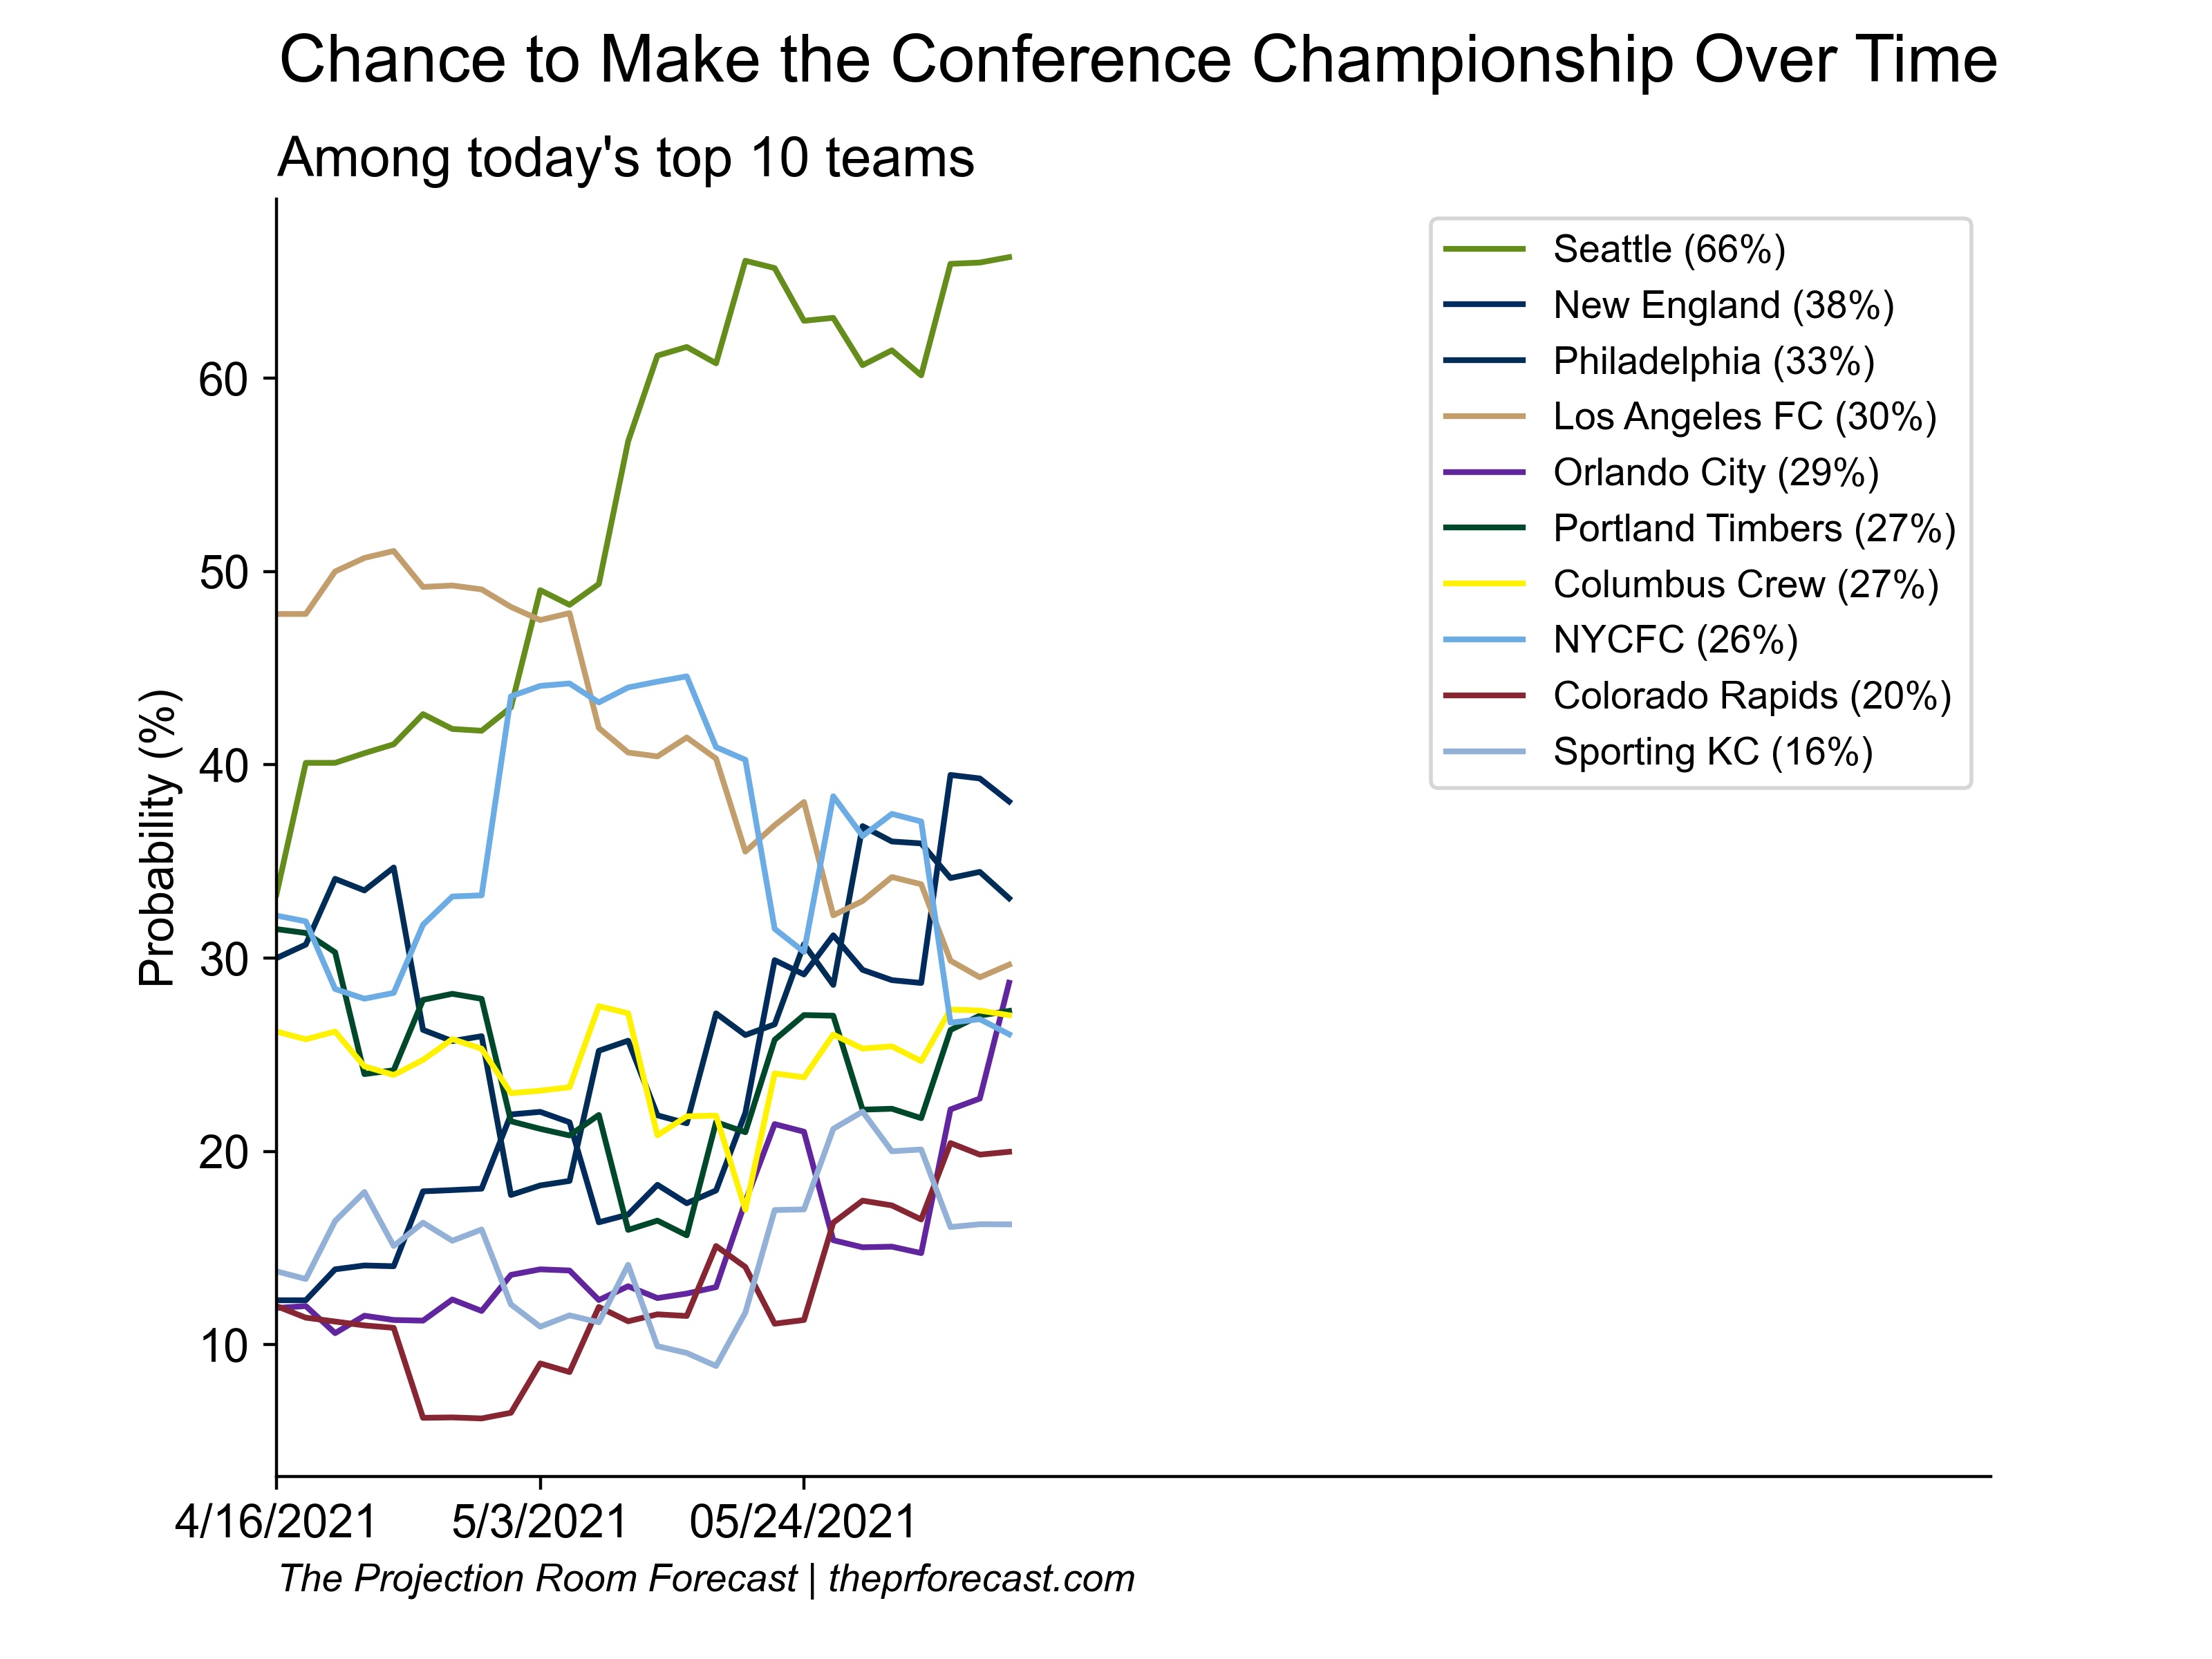 Chance to Make the Conference Championship Over Time
Among today's top 10 teams
Seattle (66%)
New England (38%)
Philadelphia (33%)
Los Angeles FC (30%)
Orlando City (29%)
Portland Timbers (27%)
Columbus Crew (27%)
NYCFC (26%)
Colorado Rapids (20%)
Sporting KC (16%)
Probability (%)
60
50
40
30
20
10
4/16/2021 5/3/2021 05/24/2021
The Projection Room Forecast | theprforecast.com